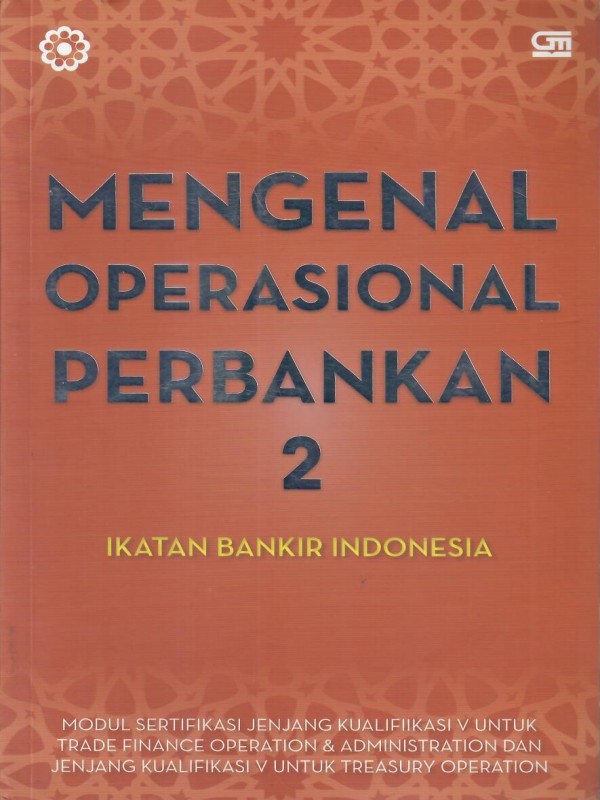 GM
MENGENAL
OPERASIONAL
PERBANKAN
2
IKATAN BANKIR INDONESIA
MODUL SERTIFIKASI JENJANG KUALIFIIKASI V UNTUK
TRADE FINANCE OPERATION & ADMINISTRATION DAN
JENJANG KUALIFIKASI V UNTUK TREASURY OPERATION